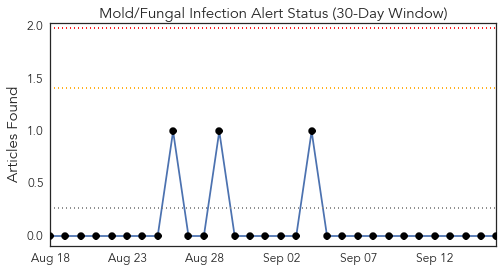 Mold/Fungal Infection Alert Status (30-Day Window)
Articles Found
2.0
1.5
1.0
0.5
0.0
Aug 18 Aug 23 Aug 28 Sep 02 Sep 07 Sep 12